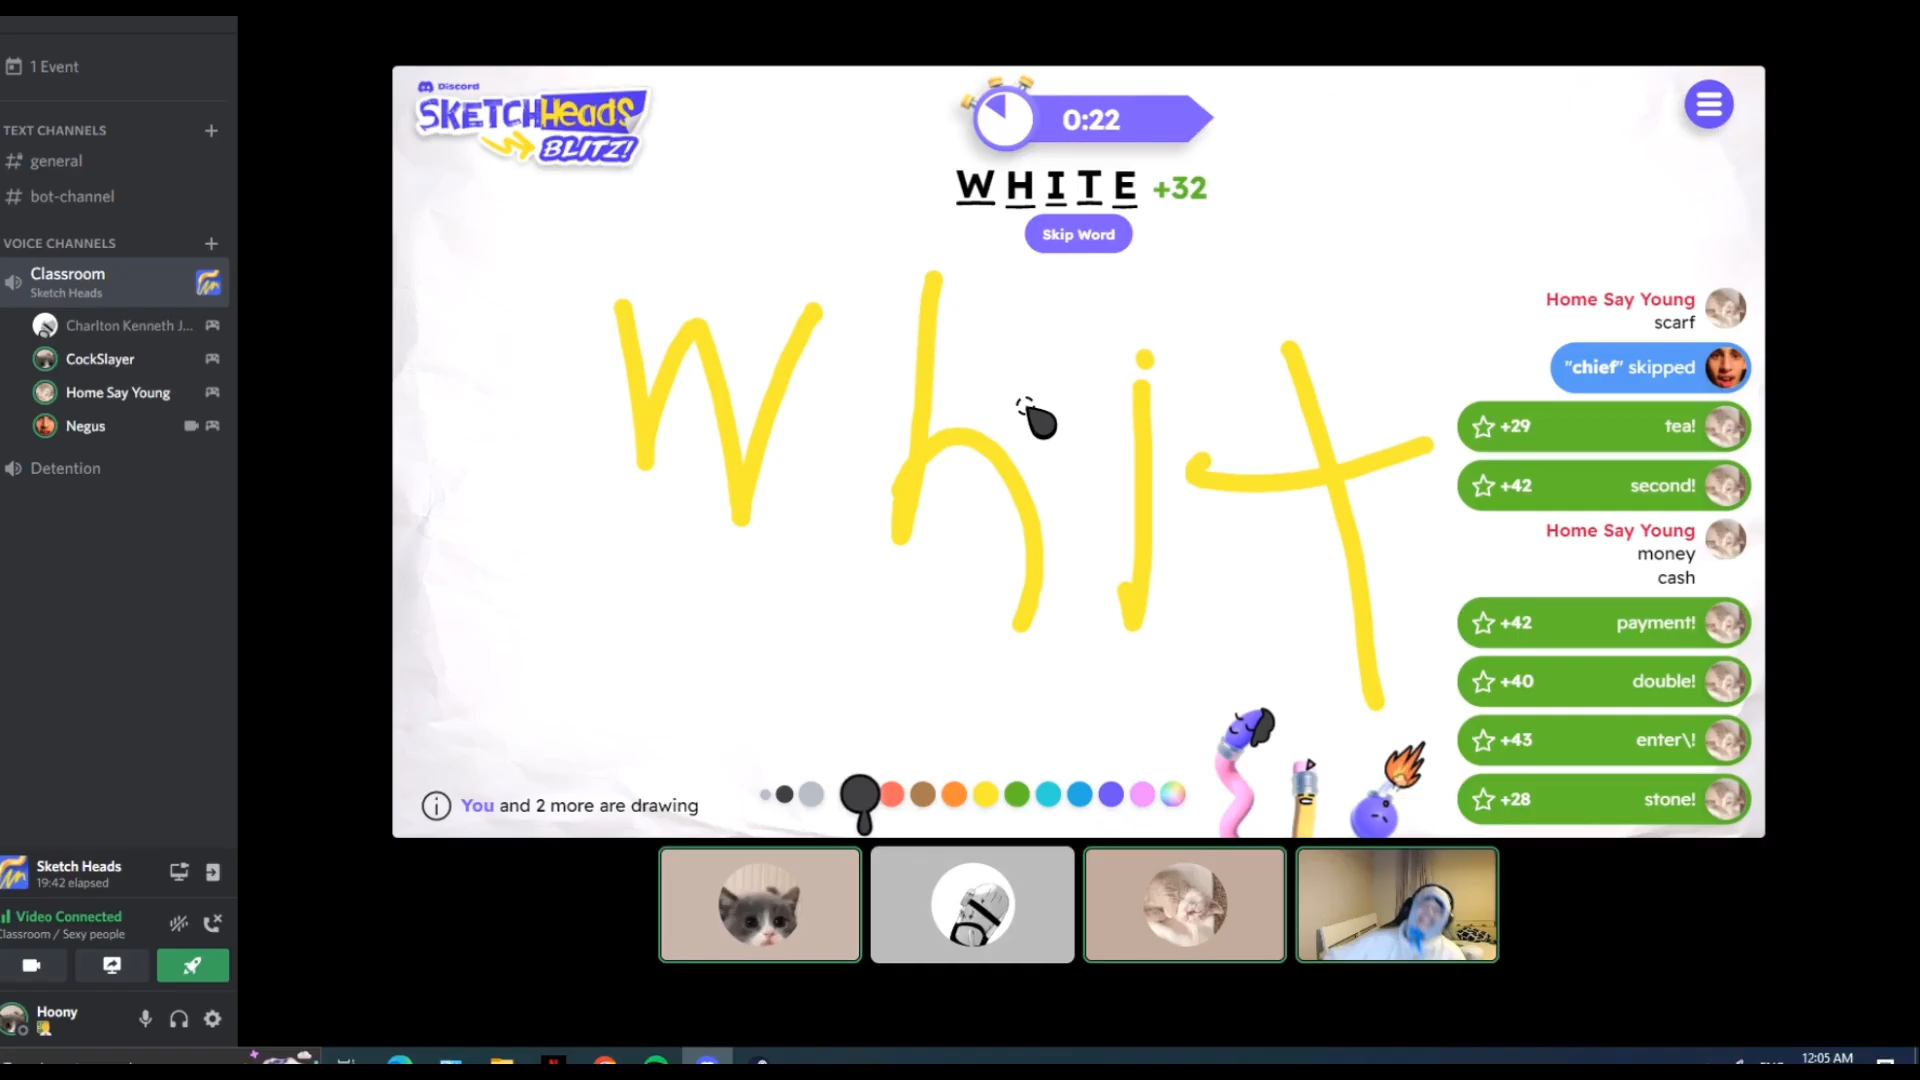 1 Event
TEXT CHANNELS
general
bot-channel
VOICE CHANNELS
Classroom
Sketch Heads
Charlton Kenneth J...
CockSlayer
Home Say Young
Negus
Detention
Sketch Heads
19:42 elapsed
Video Connected
Classroom / Sexy people
Hoony
Discord
SKETCHHeadS
BLITZ!
0:22
WHITE +32
Skip Word
Whit
Home Say Young
scarf
"chief" skipped
+29 tea!
+42 second!
Home Say Young
money
cash
+42 payment!
+40 double!
+43 enter\!
+28 stone!
You and 2 more are drawing
12:05 AM